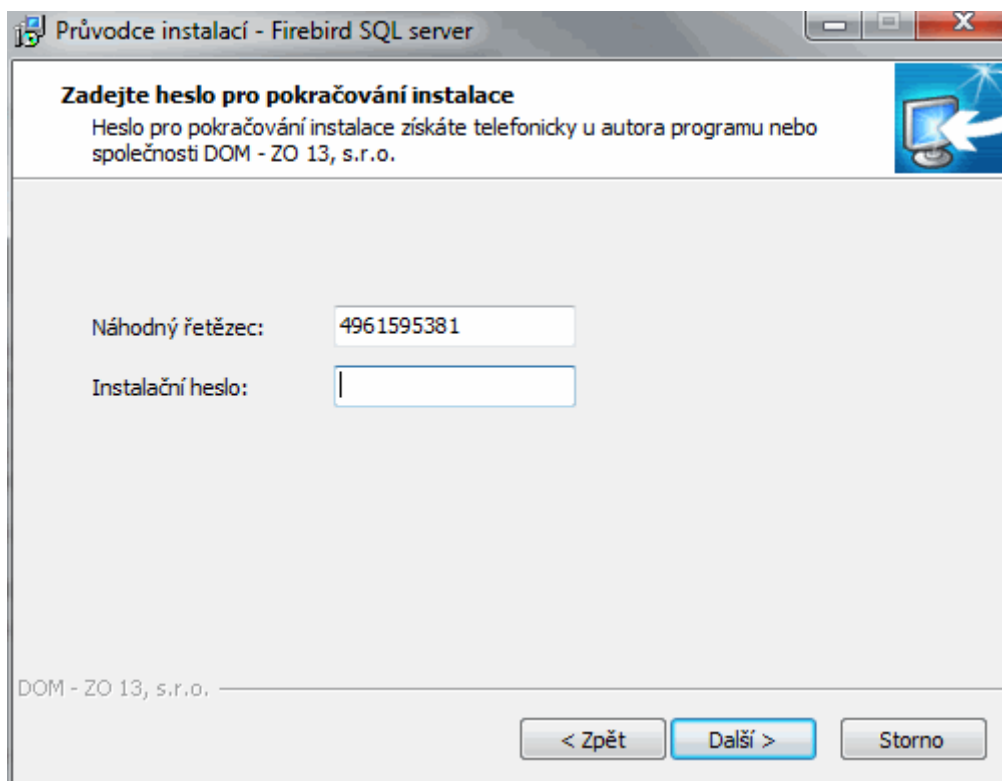 Průvodce instalací - Firebird SQL server
Zadejte heslo pro pokračování instalace
Heslo pro pokračování instalace získáte telefonicky u autora programu nebo
společnosti DOM - ZO 13, s.r.o.
Náhodný řetězec: 4961595381
Instalační heslo:
DOM - ZO 13, s.r.o.
< Zpět Další > Storno